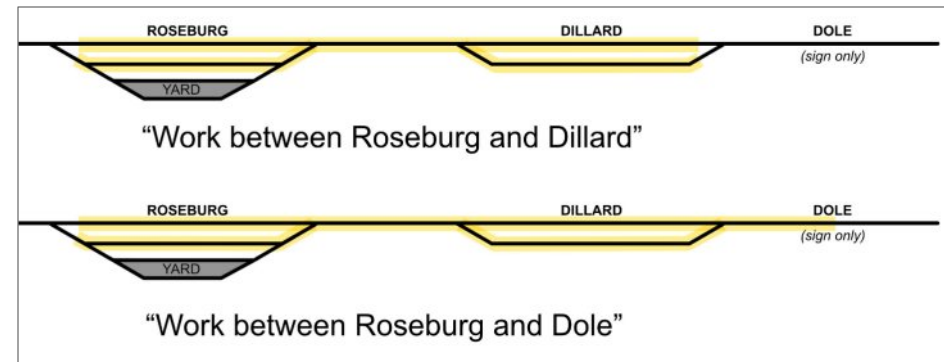 ROSEBURG DILLARD DOLE
(sign only)
YARD
“Work between Roseburg and Dillard”
ROSEBURG DILLARD DOLE
(sign only)
YARD
“Work between Roseburg and Dole”